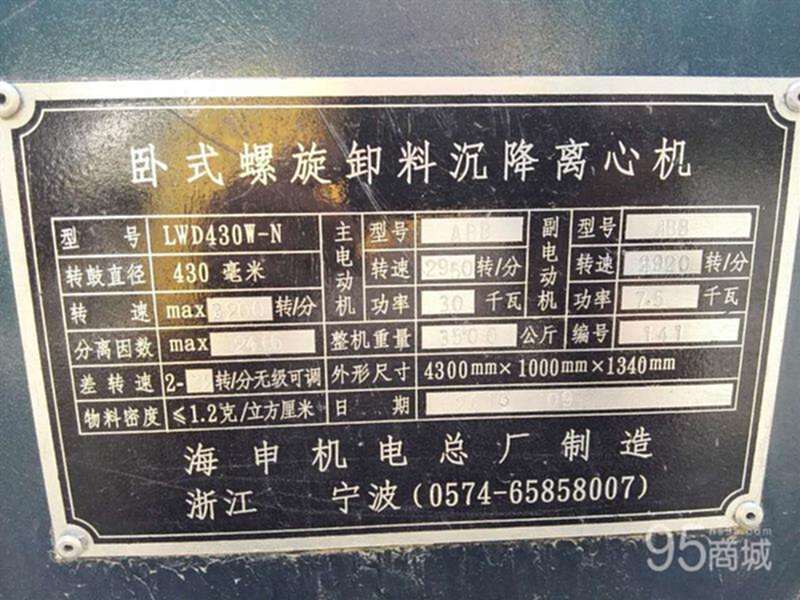 卧式螺旋卸料沉降离心机
型 号 LWD430W-N 主电动机 型号 ABB 副电动机 型号 ABB
转鼓直径 430 毫米 转速 2950 转/分 转速 2920 转/分
转 速 max 3200 转/分 功率 30 千瓦 功率 7.5 千瓦
分离因数 max 整机重量 3500 公斤 编号 141
差转速 2- 转/分无级可调 外形尺寸 4300mm×1000mm×1340mm
物料密度 ≤1.2克/立方厘米 日 期
海申机电总厂制造
浙江 宁波(0574-65858007)
95商城